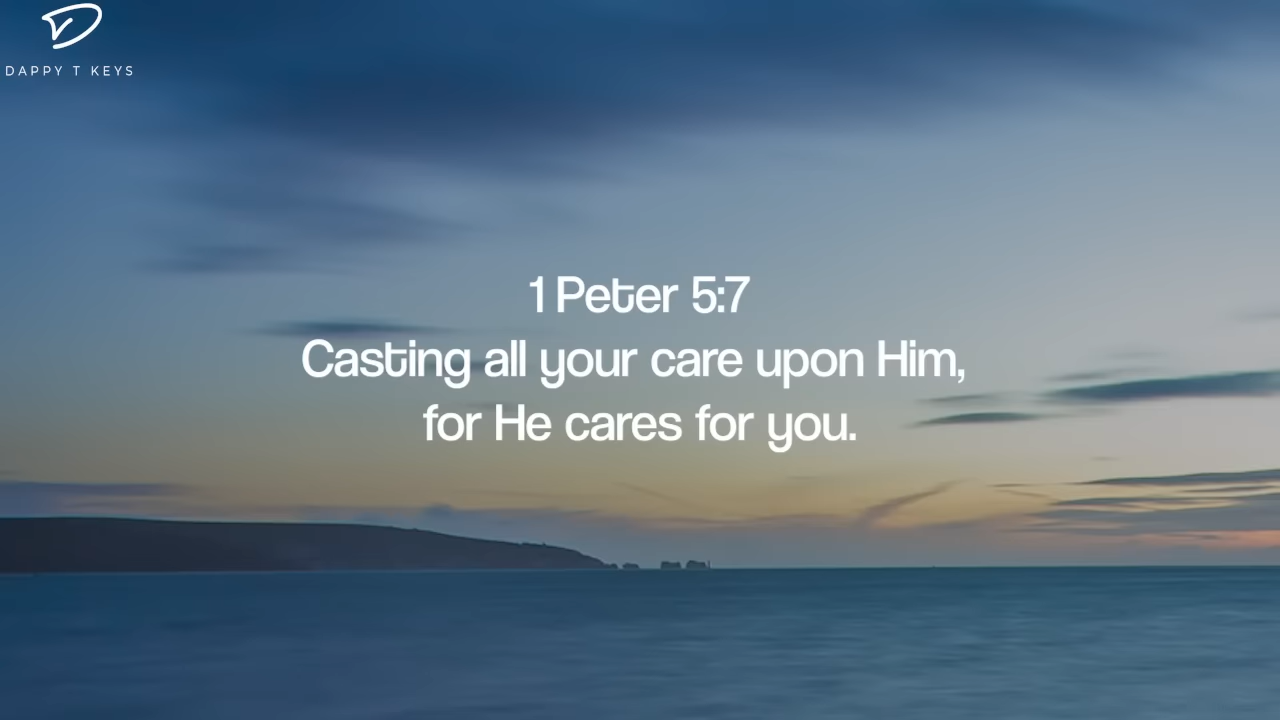 DAPPY T KEYS
1 Peter 5:7
Casting all your care upon Him,
for He cares for you.